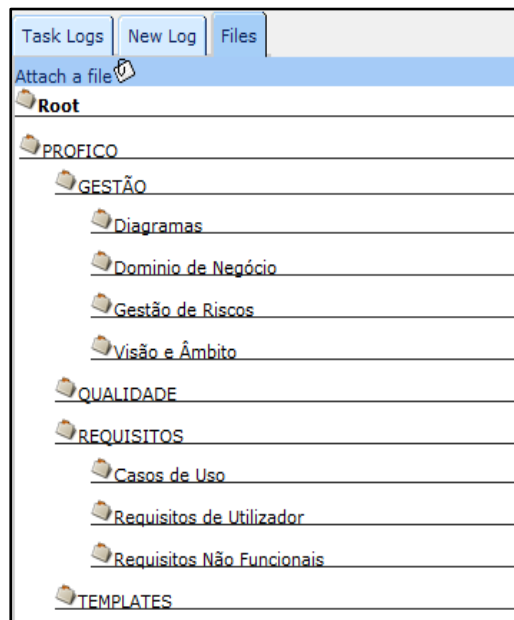 Task Logs New Log Files
Attach a file
Root
PROFICO
GESTÃO
Diagramas
Dominio de Negócio
Gestão de Riscos
Visão e Âmbito
QUALIDADE
REQUISITOS
Casos de Uso
Requisitos de Utilizador
Requisitos Não Funcionais
TEMPLATES